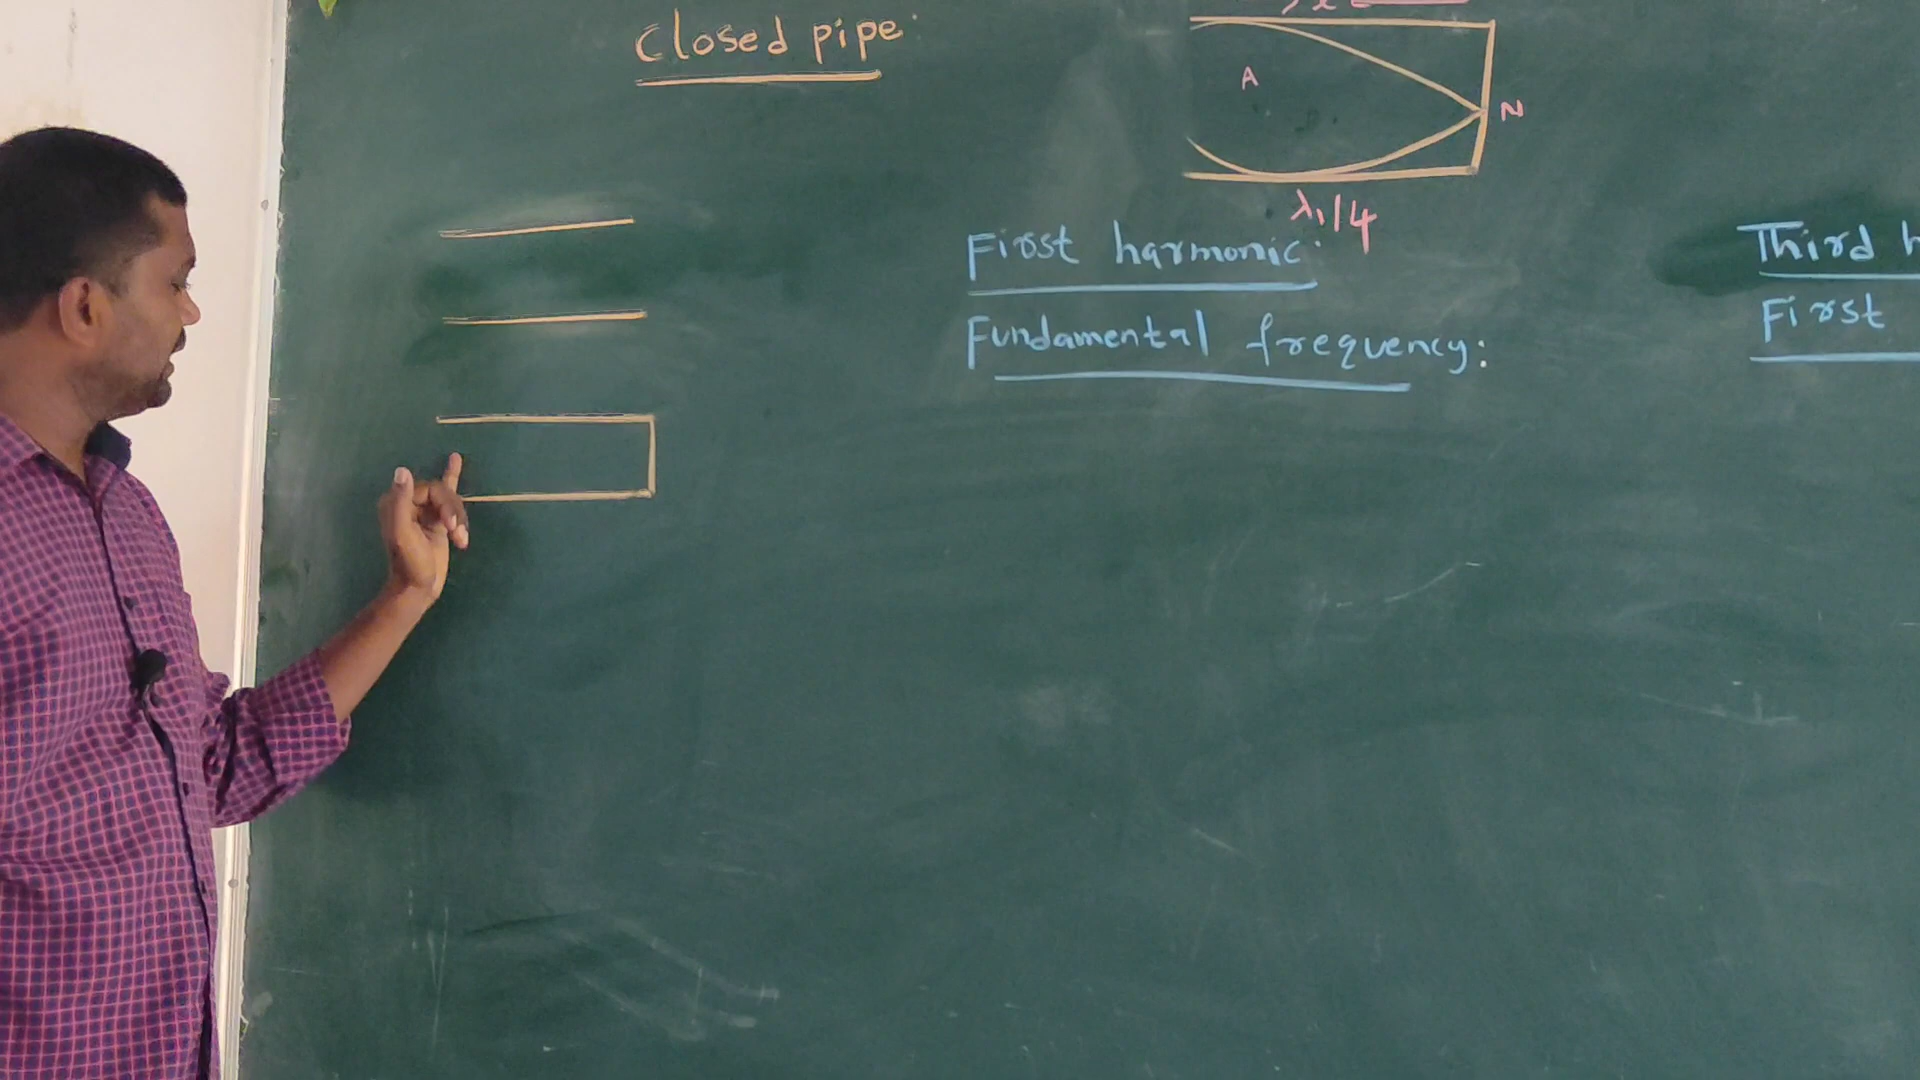 Closed pipe:
A
N
λ₁/4
First harmonic:
Fundamental frequency:
Third h
First